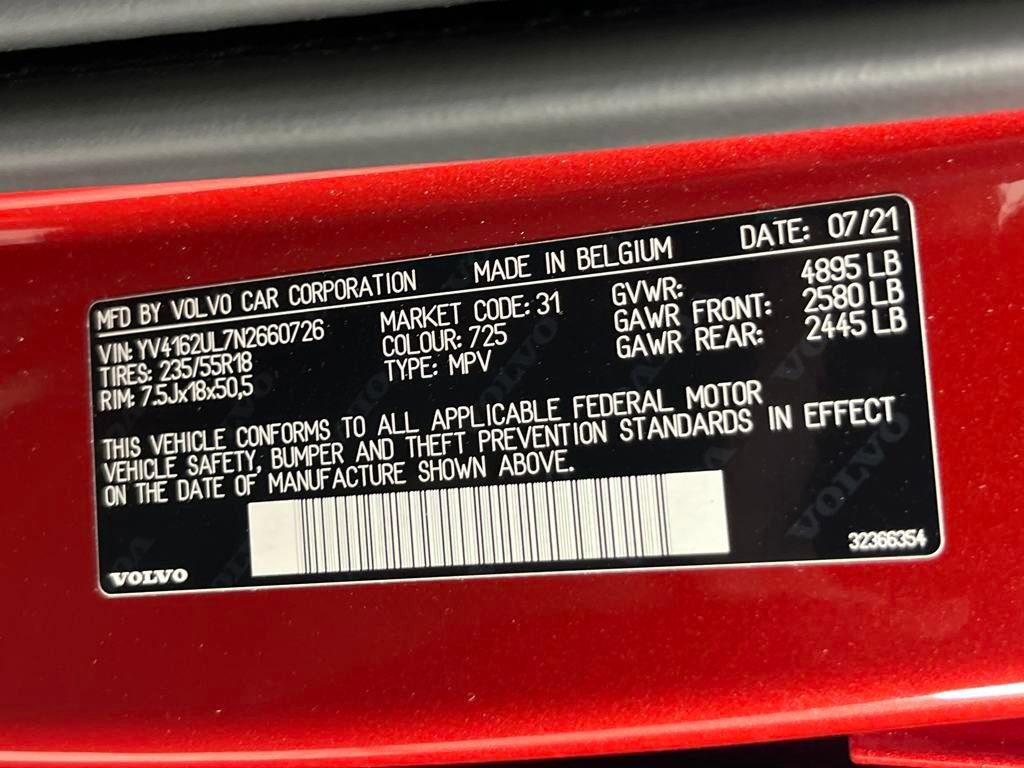 MFD BY VOLVO CAR CORPORATION MADE IN BELGIUM DATE: 07/21
VIN: YV4162UL7N2660726 MARKET CODE: 31 GVWR: 4895 LB
TIRES: 235/55R18 COLOUR: 725 GAWR FRONT: 2580 LB
RIM: 7.5Jx18x50,5 TYPE: MPV GAWR REAR: 2445 LB
THIS VEHICLE CONFORMS TO ALL APPLICABLE FEDERAL MOTOR
VEHICLE SAFETY, BUMPER AND THEFT PREVENTION STANDARDS IN EFFECT
ON THE DATE OF MANUFACTURE SHOWN ABOVE.
VOLVO 32366354